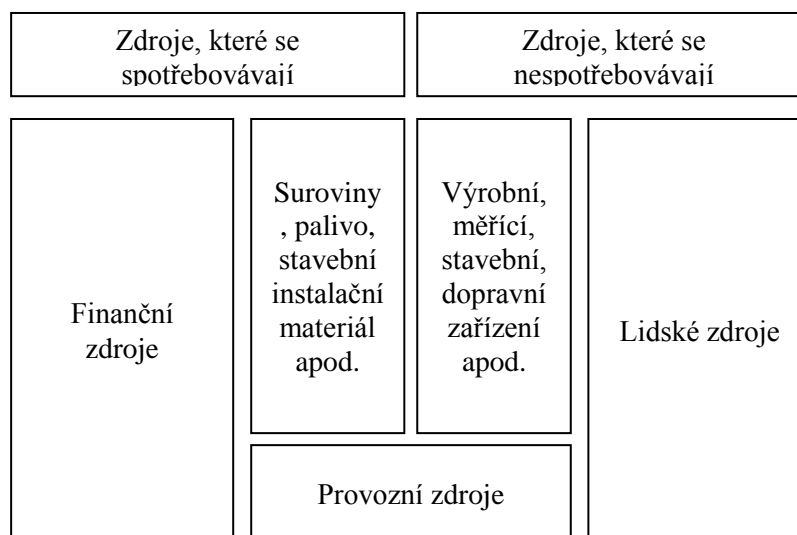 Zdroje, které se
spotřebovávají
Zdroje, které se
nespotřebovávají
Finanční
zdroje
Suroviny
, palivo,
stavební
instalační
materiál
apod.
Výrobní,
měřící,
stavební,
dopravní
zařízení
apod.
Lidské zdroje
Provozní zdroje